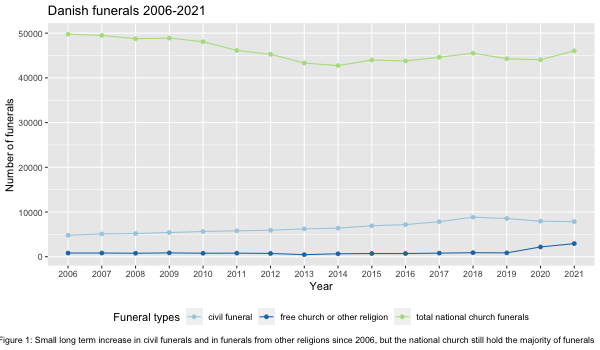 Danish funerals 2006-2021
Number of funerals
50000
40000
30000
20000
10000
0
2006 2007 2008 2009 2010 2011 2012 2013 2014 2015 2016 2017 2018 2019 2020 2021
Year
Funeral types civil funeral free church or other religion total national church funerals
Figure 1: Small long term increase in civil funerals and in funerals from other religions since 2006, but the national church still hold the majority of funerals